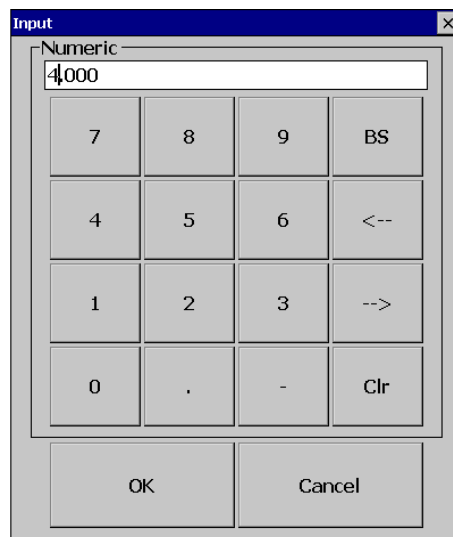 Input
Numeric
4.000
7 8 9 BS
4 5 6 <--
1 2 3 -->
0 . - Clr
OK Cancel